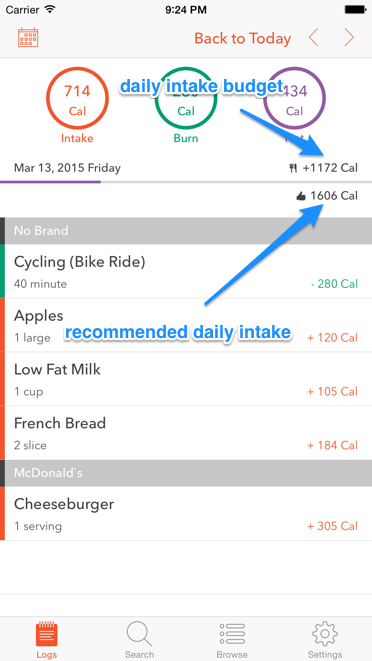 Carrier 9:24 PM
Back to Today
714
Cal
Intake
Cal
Burn
434
Cal
daily intake budget
Mar 13, 2015 Friday
+1172 Cal
1606 Cal
No Brand
Cycling (Bike Ride)
40 minute
- 280 Cal
Apples
1 large
+ 120 Cal
recommended daily intake
Low Fat Milk
1 cup
+ 105 Cal
French Bread
2 slice
+ 184 Cal
McDonald`s
Cheeseburger
1 serving
+ 305 Cal
Logs
Search
Browse
Settings